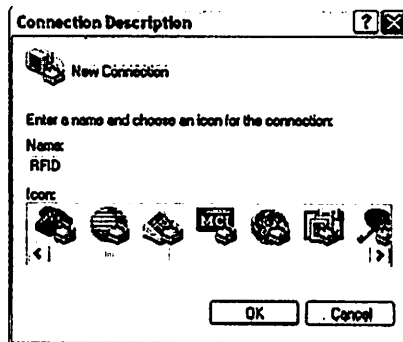 Connection Description
New Connection
Enter a name and choose an icon for the connection:
Name:
RFID
Icon:
MCI
OK
Cancel